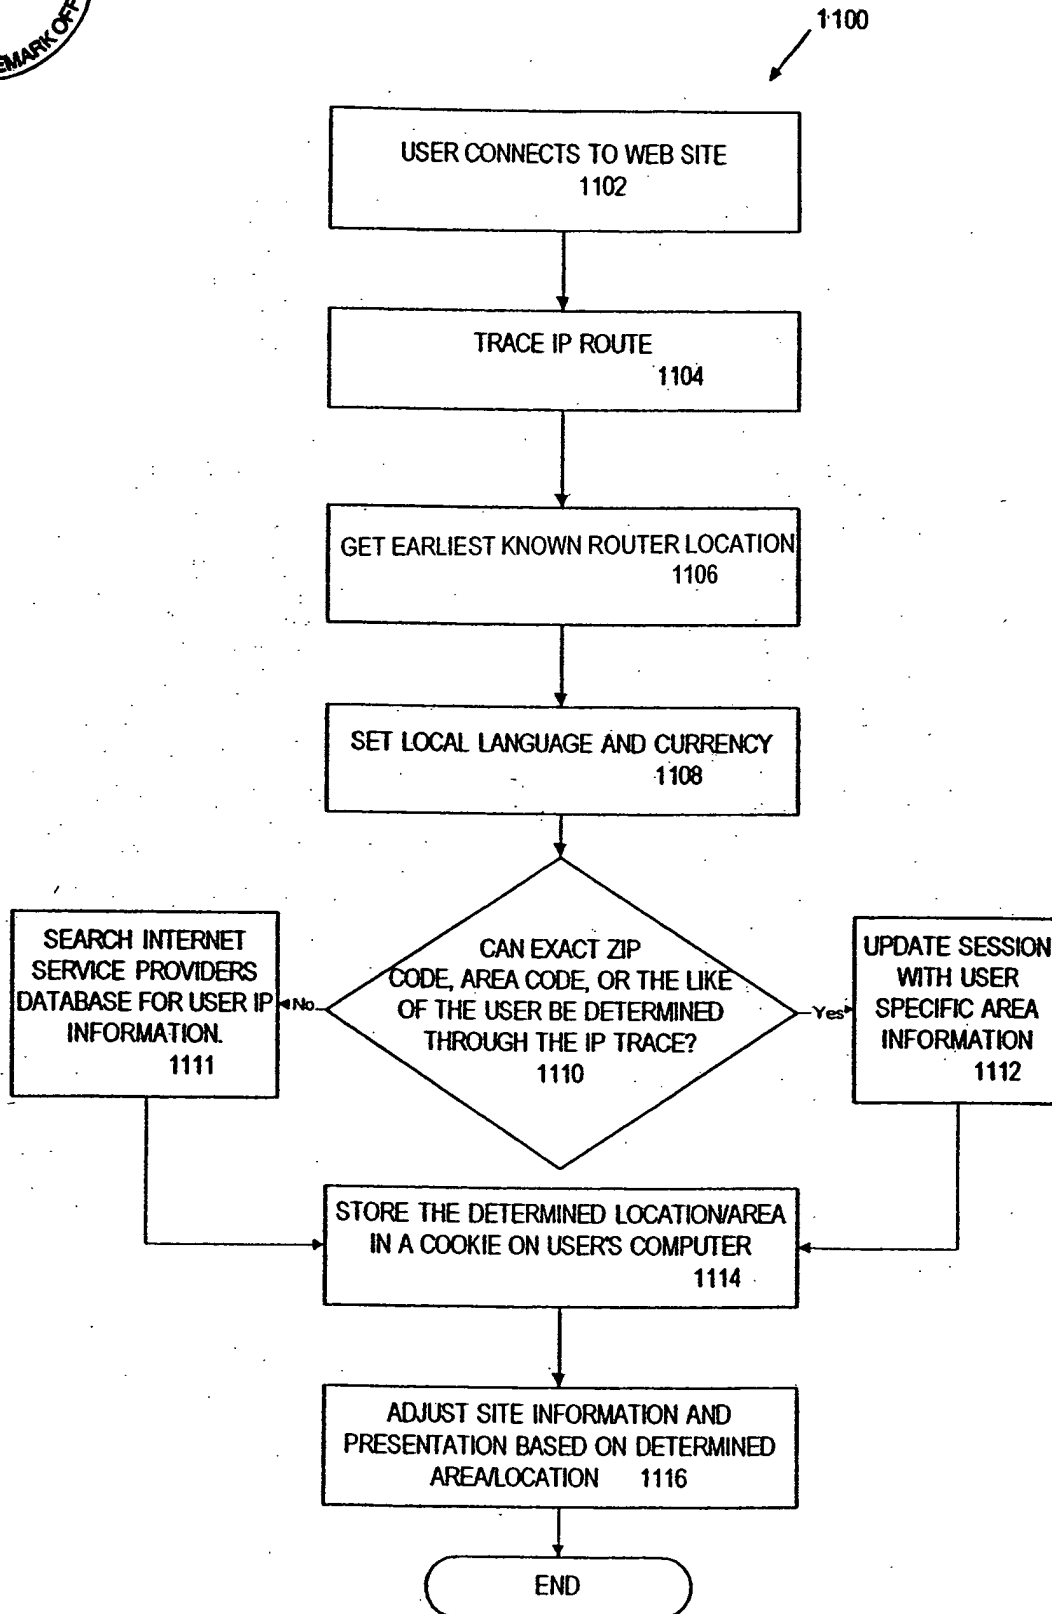 EMARK OFF
1100
USER CONNECTS TO WEB SITE
1102
TRACE IP ROUTE
1104
GET EARLIEST KNOWN ROUTER LOCATION
1106
SET LOCAL LANGUAGE AND CURRENCY
1108
CAN EXACT ZIP
CODE, AREA CODE, OR THE LIKE
OF THE USER BE DETERMINED
THROUGH THE IP TRACE?
1110
No
SEARCH INTERNET
SERVICE PROVIDERS
DATABASE FOR USER IP
INFORMATION.
1111
Yes
UPDATE SESSION
WITH USER
SPECIFIC AREA
INFORMATION
1112
STORE THE DETERMINED LOCATION/AREA
IN A COOKIE ON USER'S COMPUTER
1114
ADJUST SITE INFORMATION AND
PRESENTATION BASED ON DETERMINED
AREA/LOCATION 1116
END